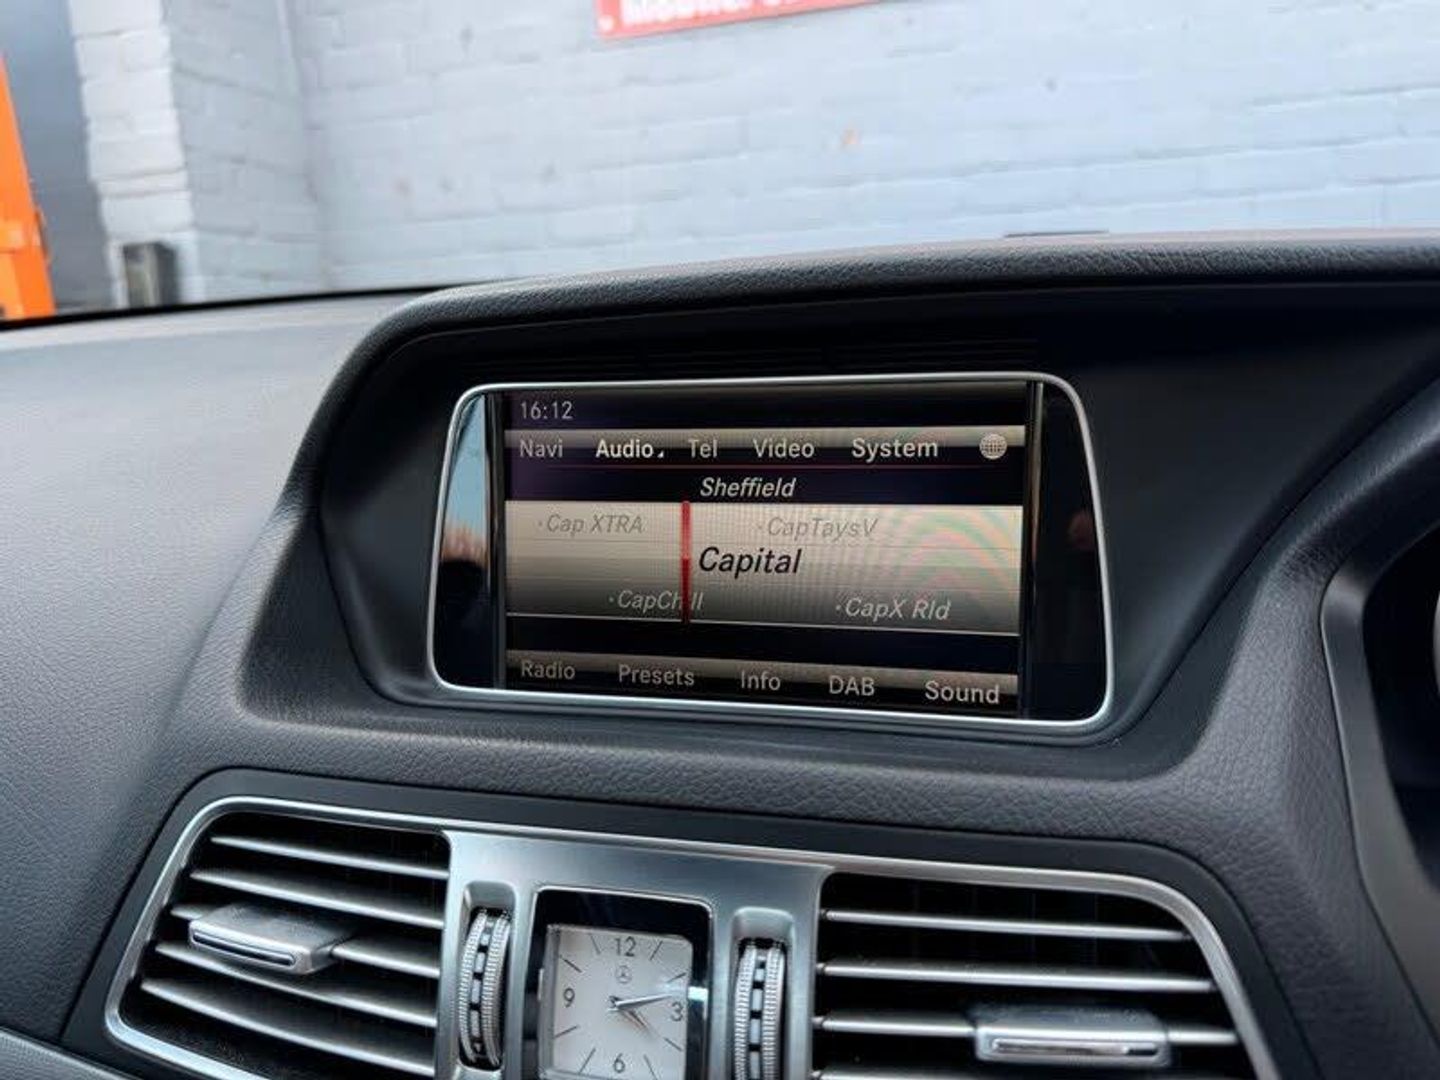 16:12
Navi Audio Tel Video System
Sheffield
Cap XTRA CapTaysV
Capital
CapChill CapX Rld
Radio Presets Info DAB Sound
12
9 3
6